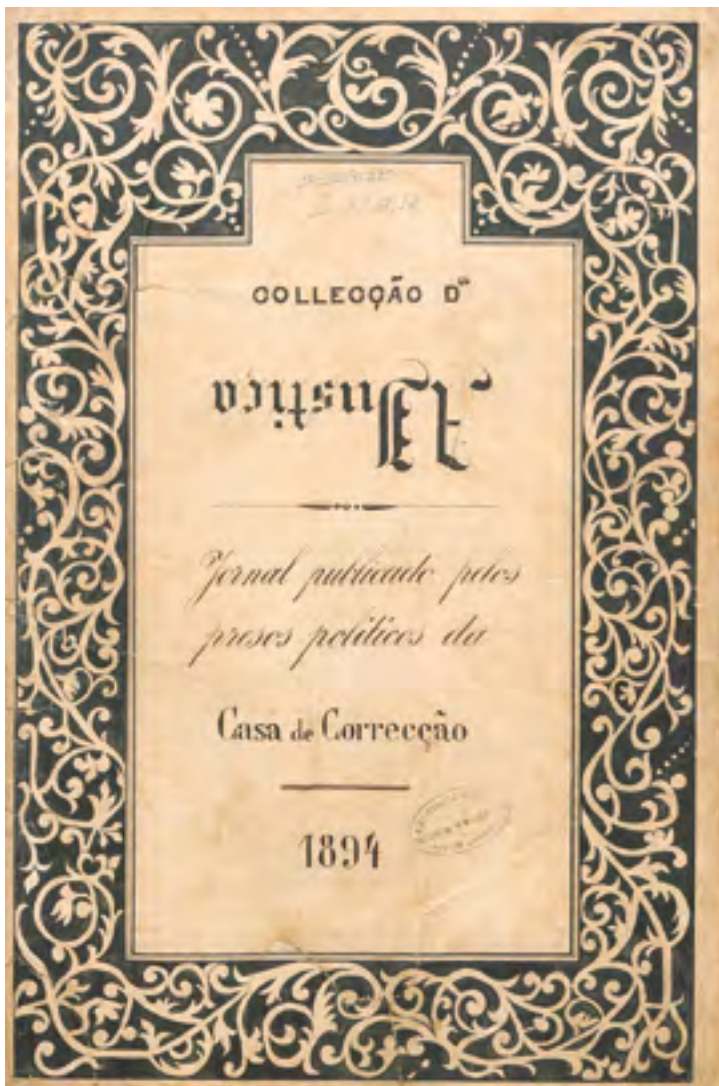 COLLECÇÃO D'
A Justiça
Jornal publicado pelos
presos politicos da
Casa de Correcção
1894